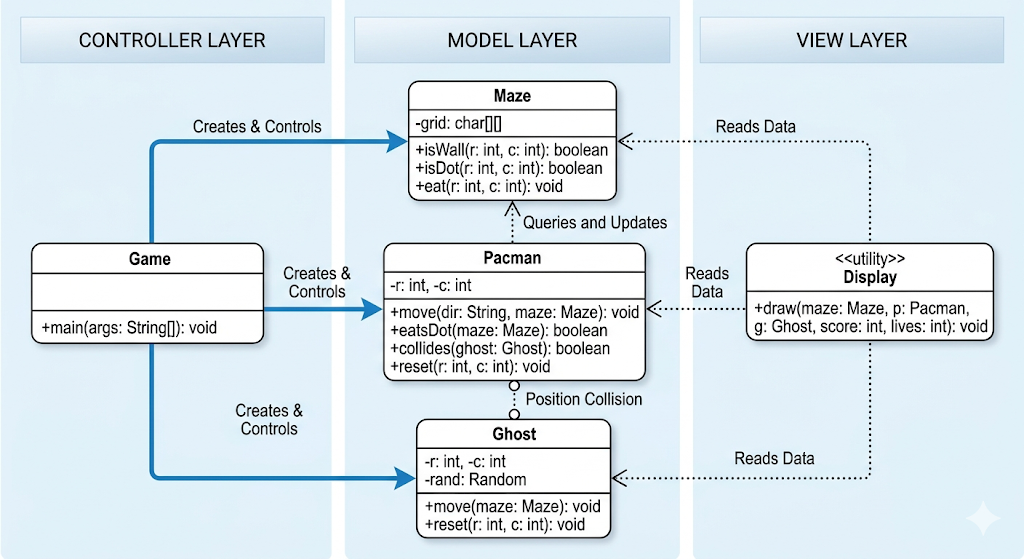 CONTROLLER LAYER
MODEL LAYER
VIEW LAYER
Maze
-grid: char[][]
+isWall(r: int, c: int): boolean
+isDot(r: int, c: int): boolean
+eat(r: int, c: int): void
Creates & Controls
Reads Data
Queries and Updates
Game
+main(args: String[]): void
Creates &
Controls
Pacman
-r: int, -c: int
+move(dir: String, maze: Maze): void
+eatsDot(maze: Maze): boolean
+collides(ghost: Ghost): boolean
+reset(r: int, c: int): void
Reads
Data
<<utility>>
Display
+draw(maze: Maze, p: Pacman,
g: Ghost, score: int, lives: int): void
Position Collision
Creates &
Controls
Ghost
-r: int, -c: int
-rand: Random
+move(maze: Maze): void
+reset(r: int, c: int): void
Reads Data